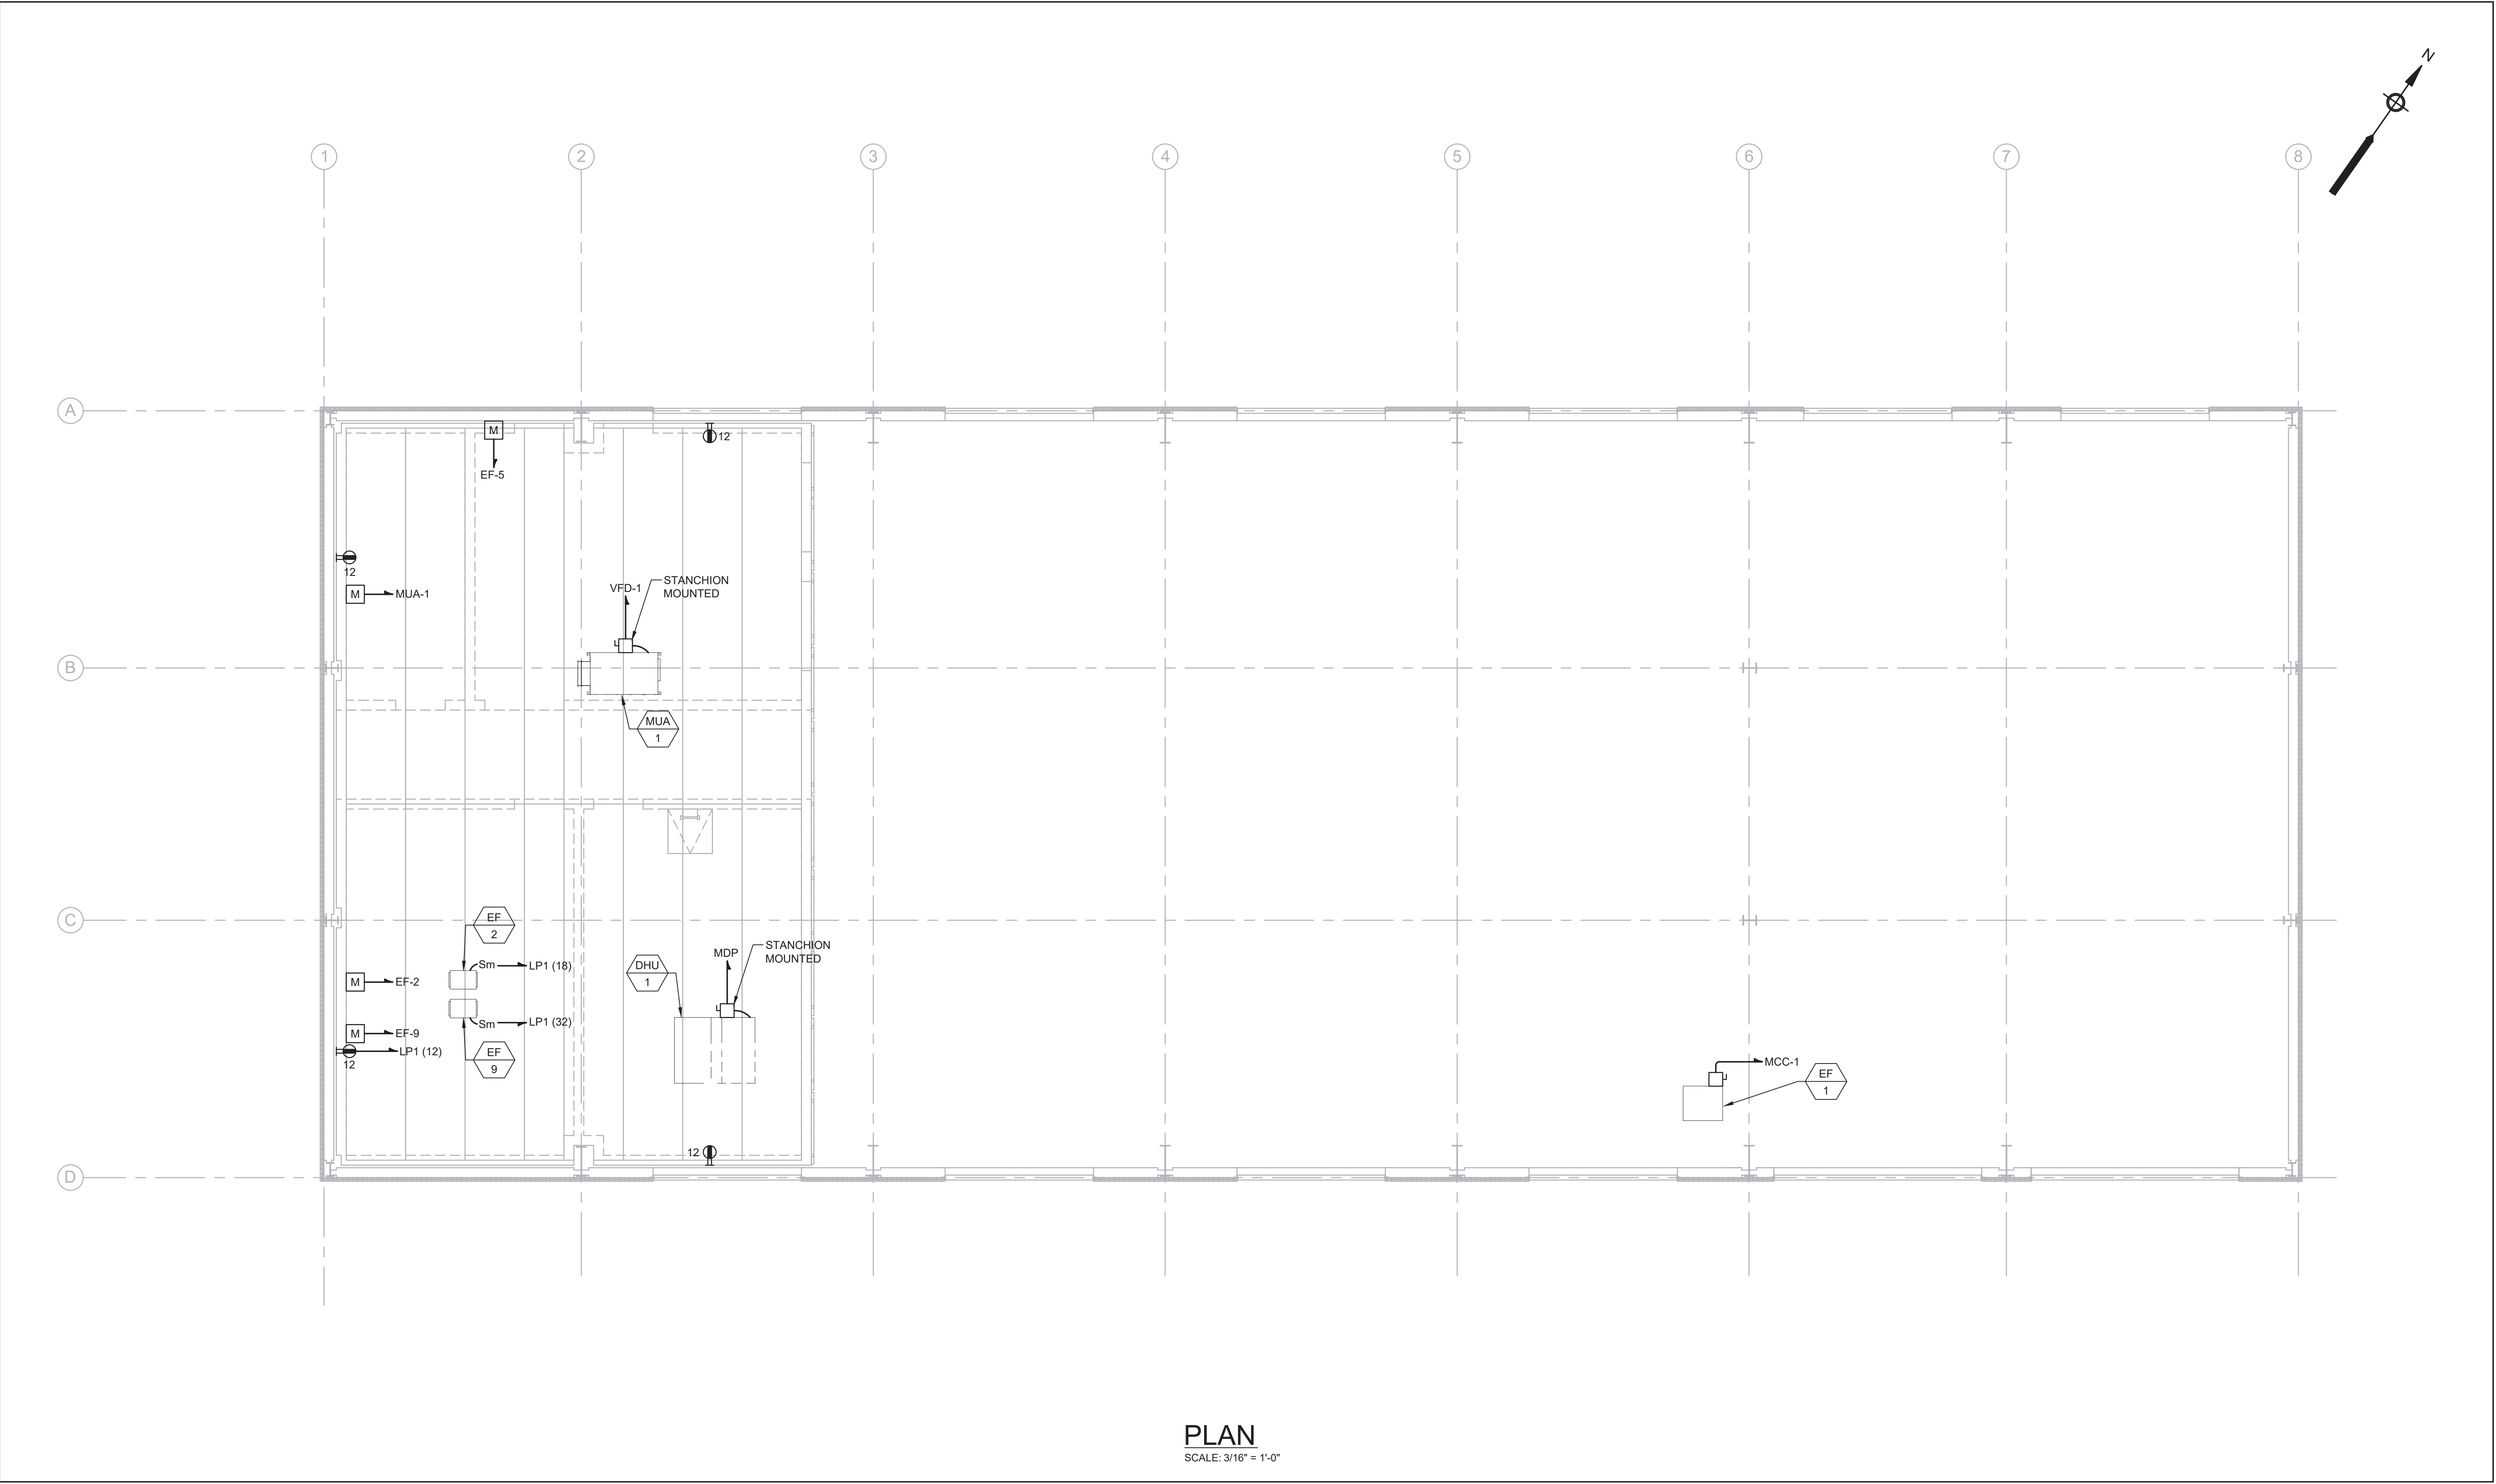 N
1
2
3
4
5
6
7
8
A
M
12
EF-5
12
M
MUA-1
VFD-1
STANCHION
MOUNTED
B
MUA
1
C
EF
2
Sm
LP1 (18)
M
EF-2
DHU
1
MDP
STANCHION
MOUNTED
M
EF-9
Sm
LP1 (32)
LP1 (12)
12
EF
9
MCC-1
EF
1
12
D
PLAN
SCALE: 3/16" = 1'-0"